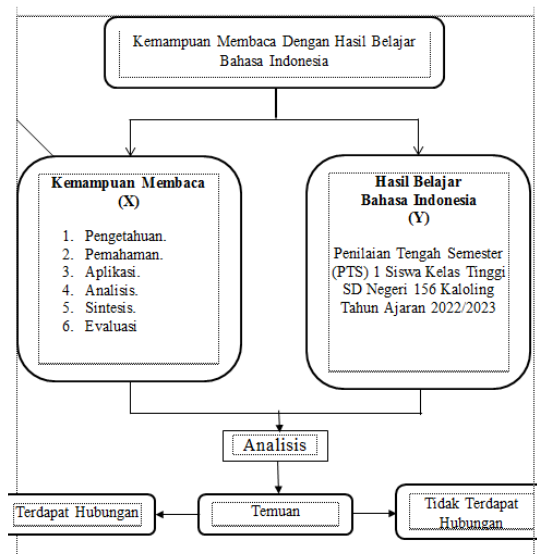 Kemampuan Membaca Dengan Hasil Belajar
Bahasa Indonesia
Kemampuan Membaca
(X)
1. Pengetahuan.
2. Pemahaman.
3. Aplikasi.
4. Analisis.
5. Sintesis.
6. Evaluasi
Hasil Belajar
Bahasa Indonesia
(Y)
Penilaian Tengah Semester
(PTS) 1 Siswa Kelas Tinggi
SD Negeri 156 Kaloling
Tahun Ajaran 2022/2023
Analisis
Terdapat Hubungan
Temuan
Tidak Terdapat
Hubungan